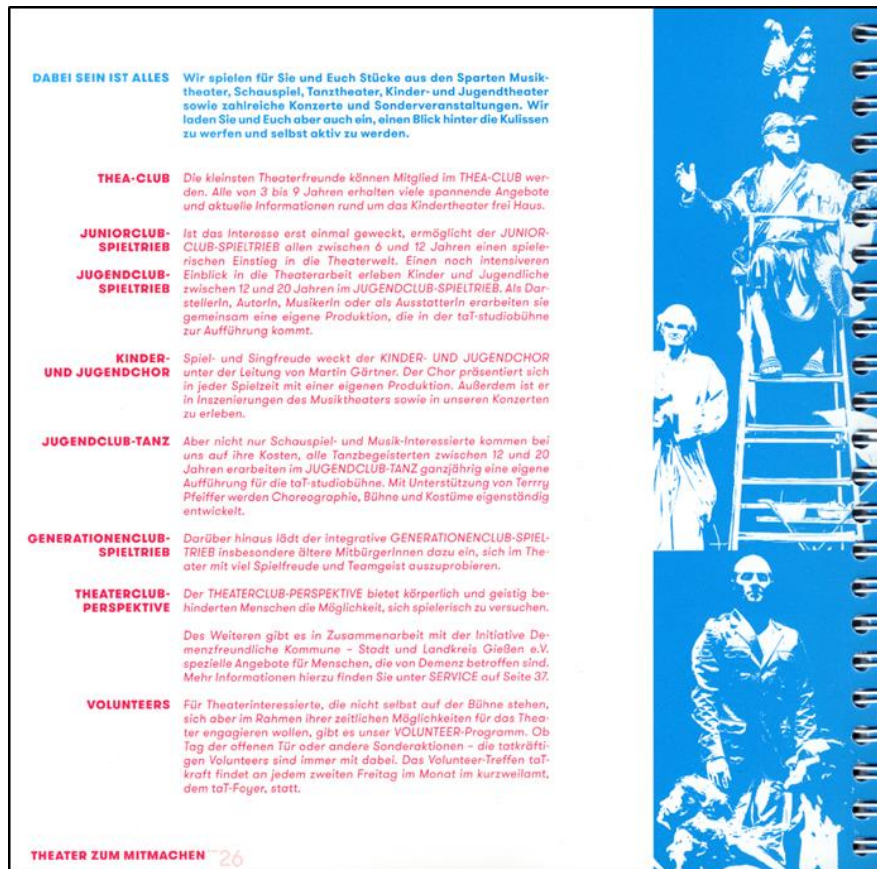 DABEI SEIN IST ALLES
Wir spielen für Sie und Euch Stücke aus den Sparten Musik-
theater, Schauspiel, Tanztheater, Kinder- und Jugendtheater
sowie zahlreiche Konzerte und Sonderveranstaltungen. Wir
laden Sie und Euch aber auch ein, einen Blick hinter die Kulissen
zu werfen und selbst aktiv zu werden.
THEA-CLUB
Die kleinsten Theaterfreunde können Mitglied im THEA-CLUB wer-
den. Alle von 3 bis 9 Jahren erhalten viele spannende Angebote
und aktuelle Informationen rund um das Kindertheater frei Haus.
JUNIORCLUB-
SPIELTRIEB
JUGENDCLUB-
SPIELTRIEB
Ist das Interesse erst einmal geweckt, ermöglicht der JUNIOR-
CLUB-SPIELTRIEB allen zwischen 6 und 12 Jahren einen spiele-
rischen Einstieg in die Theaterwelt. Einen noch intensiveren
Einblick in die Theaterarbeit erleben Kinder und Jugendliche
zwischen 12 und 20 Jahren im JUGENDCLUB-SPIELTRIEB. Als Dar-
stellerIn, AutorIn, MusikerIn oder als AusstatterIn erarbeiten sie
gemeinsam eine eigene Produktion, die in der taT-studiobühne
zur Aufführung kommt.
KINDER-
UND JUGENDCHOR
Spiel- und Singfreude weckt der KINDER- UND JUGENDCHOR
unter der Leitung von Martin Gärtner. Der Chor präsentiert sich
in jeder Spielzeit mit einer eigenen Produktion. Außerdem ist er
in Inszenierungen des Musiktheaters sowie in unseren Konzerten
zu erleben.
JUGENDCLUB-TANZ
Aber nicht nur Schauspiel- und Musik-Interessierte kommen bei
uns auf ihre Kosten, alle Tanzbegeisterten zwischen 12 und 20
Jahren erarbeiten im JUGENDCLUB-TANZ ganzjährig eine eigene
Aufführung für die taT-studiobühne. Mit Unterstützung von Terrry
Pfeiffer werden Choreographie, Bühne und Kostüme eigenständig
entwickelt.
GENERATIONENCLUB-
SPIELTRIEB
Darüber hinaus lädt der integrative GENERATIONENCLUB-SPIEL-
TRIEB insbesondere ältere MitbürgerInnen dazu ein, sich im The-
ater mit viel Spielfreude und Teamgeist auszuprobieren.
THEATERCLUB-
PERSPEKTIVE
Der THEATERCLUB-PERSPEKTIVE bietet körperlich und geistig be-
hinderten Menschen die Möglichkeit, sich spielerisch zu versuchen.
Des Weiteren gibt es in Zusammenarbeit mit der Initiative De-
menzfreundliche Kommune – Stadt und Landkreis Gießen e.V.
spezielle Angebote für Menschen, die von Demenz betroffen sind.
Mehr Informationen hierzu finden Sie unter SERVICE auf Seite 37.
VOLUNTEERS
Für Theaterinteressierte, die nicht selbst auf der Bühne stehen,
sich aber im Rahmen ihrer zeitlichen Möglichkeiten für das Thea-
ter engagieren wollen, gibt es unser VOLUNTEER-Programm. Ob
Tag der offenen Tür oder andere Sonderaktionen – die tatkräfti-
gen Volunteers sind immer mit dabei. Das Volunteer-Treffen taT-
kraft findet an jedem zweiten Freitag im Monat im kurzweilamt,
dem taT-Foyer, statt.
THEATER ZUM MITMACHEN 26